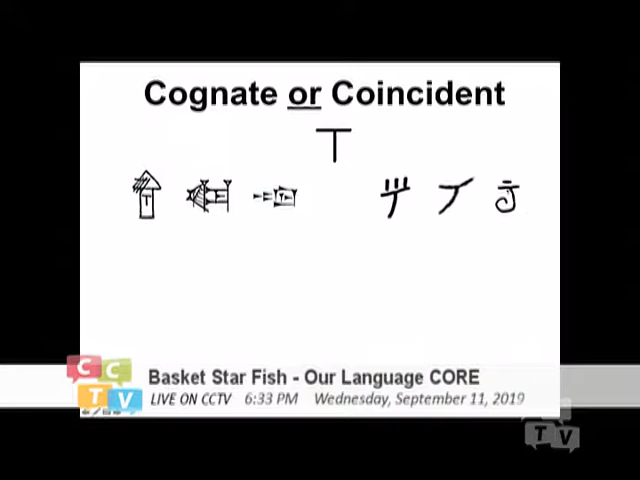 Cognate or Coincident
T
Basket Star Fish - Our Language CORE
LIVE ON CCTV 6:33 PM Wednesday, September 11, 2019
C C
T V
T V